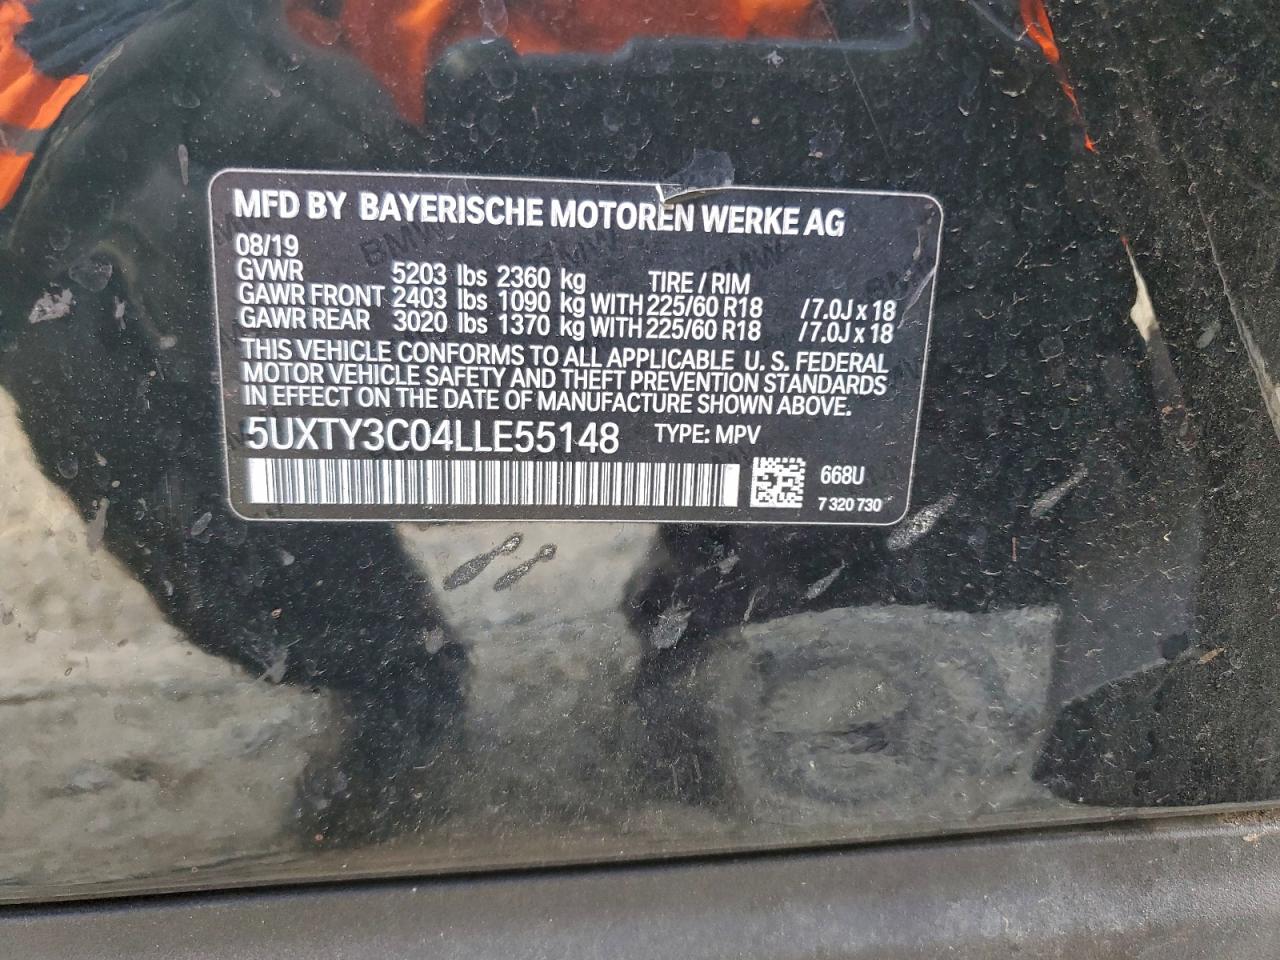 MFD BY BAYERISCHE MOTOREN WERKE AG
08/19
GVWR 5203 lbs 2360 kg TIRE / RIM
GAWR FRONT 2403 lbs 1090 kg WITH 225/60 R18 /7.0J x 18
GAWR REAR 3020 lbs 1370 kg WITH 225/60 R18 /7.0J x 18
THIS VEHICLE CONFORMS TO ALL APPLICABLE U. S. FEDERAL
MOTOR VEHICLE SAFETY AND THEFT PREVENTION STANDARDS
IN EFFECT ON THE DATE OF MANUFACTURE SHOWN ABOVE.
5UXTY3C04LLE55148 TYPE: MPV
668U
7 320 730